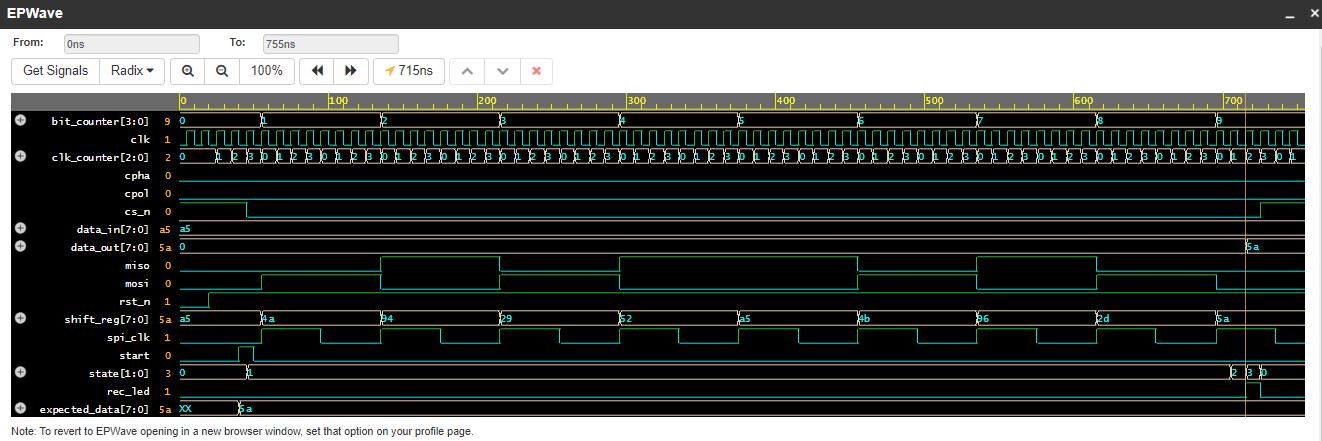 EPWave
From: 0ns To: 755ns
Get Signals Radix 100% 715ns
0 100 200 300 400 500 600 700
bit_counter[3:0] 9 0 1 2 3 4 5 6 7 8 9
clk 1
clk_counter[2:0] 2 0 1 2 3 0 1 2 3 0 1 2 3 0 1 2 3 0 1 2 3 0 1 2 3 0 1 2 3 0 1 2 3 0 1 2 3 0 1 2 3 0 1 2 3 0 1 2 3 0 1 2 3 0 1 2 3 0 1 2 3 0 1 2 3 0 1 2 3 0 1 2 3 0 1
cpha 0
cpol 0
cs_n 0
data_in[7:0] a5 a5
data_out[7:0] 5a 0 5a
miso 0
mosi 0
rst_n 1
shift_reg[7:0] 5a a5 4a 94 29 52 a5 4b 96 2d 5a
spi_clk 1
start 0
state[1:0] 3 0 1 2 3 0
rec_led 1
expected_data[7:0] 5a XX 5a
Note: To revert to EPWave opening in a new browser window, set that option on your profile page.